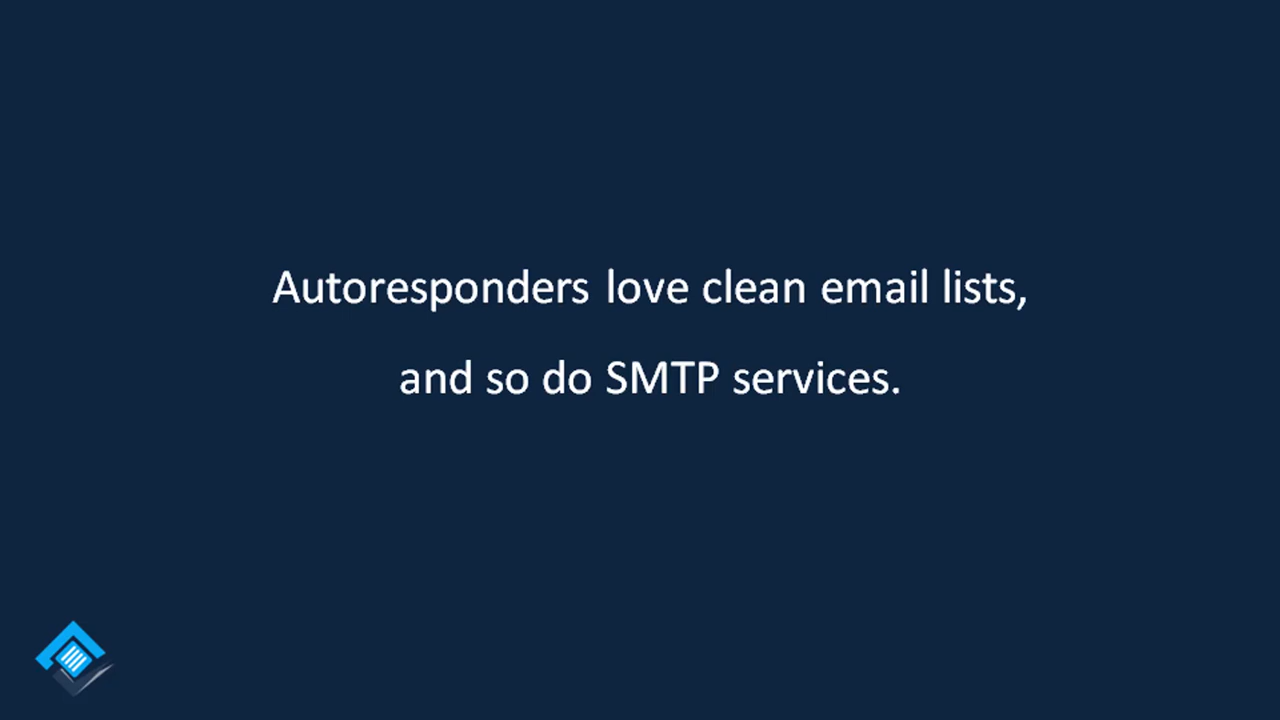 Autoresponders love clean email lists,
and so do SMTP services.